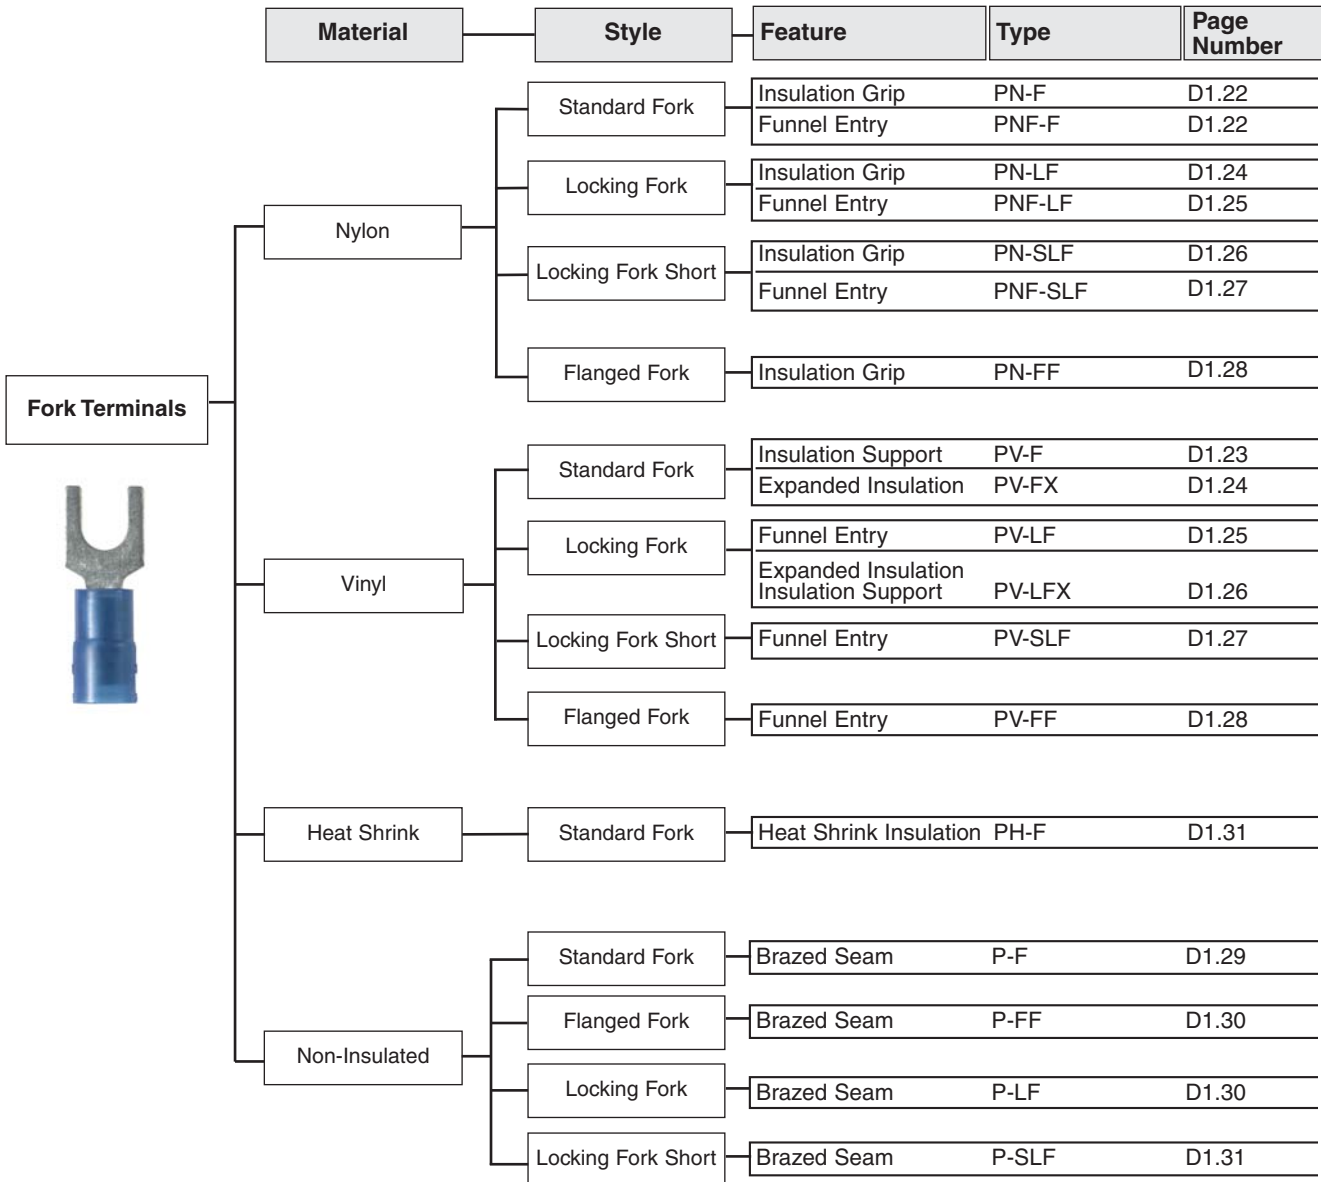 Material Style Feature Type Page Number
Standard Fork
Insulation Grip PN-F D1.22
Funnel Entry PNF-F D1.22
Locking Fork
Insulation Grip PN-LF D1.24
Funnel Entry PNF-LF D1.25
Nylon
Locking Fork Short
Insulation Grip PN-SLF D1.26
Funnel Entry PNF-SLF D1.27
Flanged Fork
Insulation Grip PN-FF D1.28
Fork Terminals
Standard Fork
Insulation Support PV-F D1.23
Expanded Insulation PV-FX D1.24
Locking Fork
Funnel Entry PV-LF D1.25
Expanded Insulation
Insulation Support PV-LFX D1.26
Vinyl
Locking Fork Short
Funnel Entry PV-SLF D1.27
Flanged Fork
Funnel Entry PV-FF D1.28
Heat Shrink
Standard Fork
Heat Shrink Insulation PH-F D1.31
Standard Fork
Brazed Seam P-F D1.29
Flanged Fork
Brazed Seam P-FF D1.30
Non-Insulated
Locking Fork
Brazed Seam P-LF D1.30
Locking Fork Short
Brazed Seam P-SLF D1.31